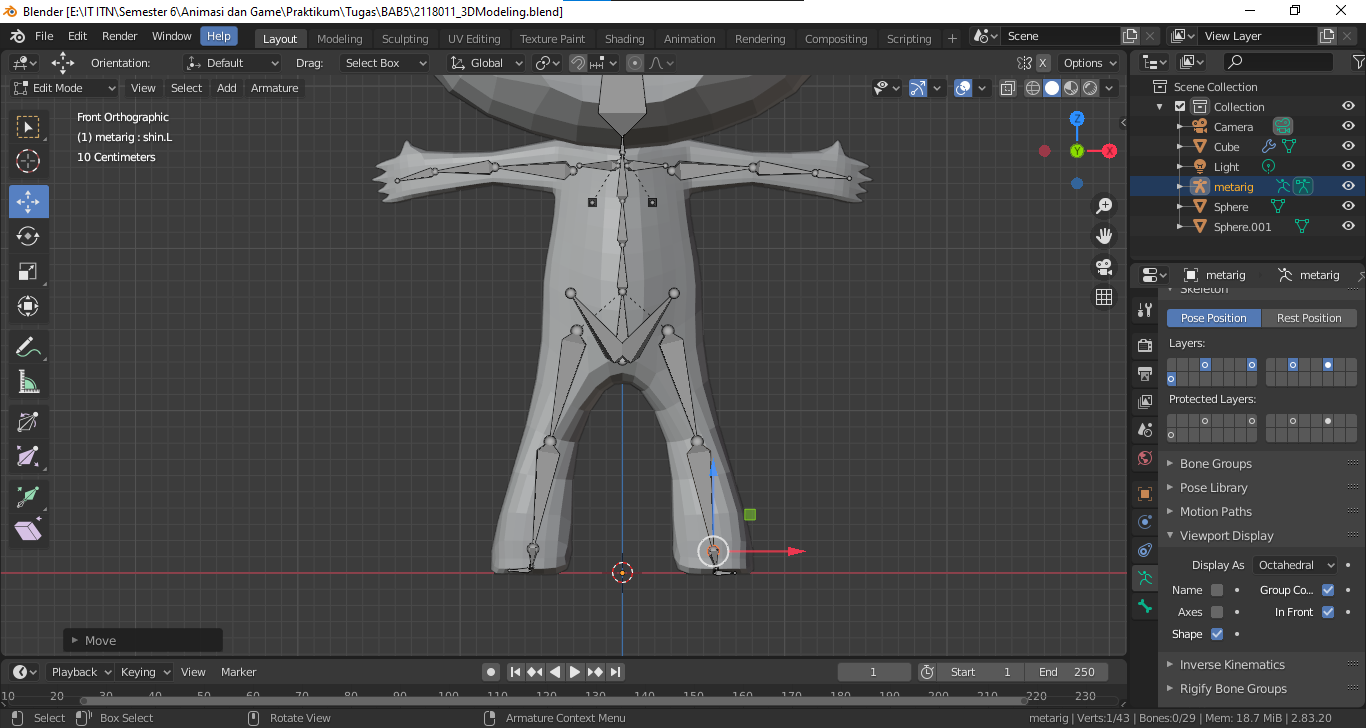 Blender [E:\IT ITN\Semester 6\Animasi dan Game\Praktikum\Tugas\BAB5\2118011_3DModeling.blend]
File Edit Render Window Help Layout Modeling Sculpting UV Editing Texture Paint Shading Animation Rendering Compositing Scripting + Scene View Layer
Orientation: Default Drag: Select Box Global X Options
Edit Mode View Select Add Armature
Front Orthographic
(1) metarig : shin.L
10 Centimeters
Z
Y
X
Move
Scene Collection
Collection
Camera
Cube
Light
metarig
Sphere
Sphere.001
metarig metarig
Skeleton
Pose Position Rest Position
Layers:
Protected Layers:
Bone Groups
Pose Library
Motion Paths
Viewport Display
Display As Octahedral
Name Group Co...
Axes In Front
Shape
Inverse Kinematics
Rigify Bone Groups
Playback Keying View Marker 1 Start 1 End 250
10 20 30 40 50 60 70 80 90 100 110 120 130 140 150 160 170 180 190 200 210 220 230
Select Box Select Rotate View Armature Context Menu metarig | Verts:1/43 | Bones:0/29 | Mem: 18.7 MiB | 2.83.20